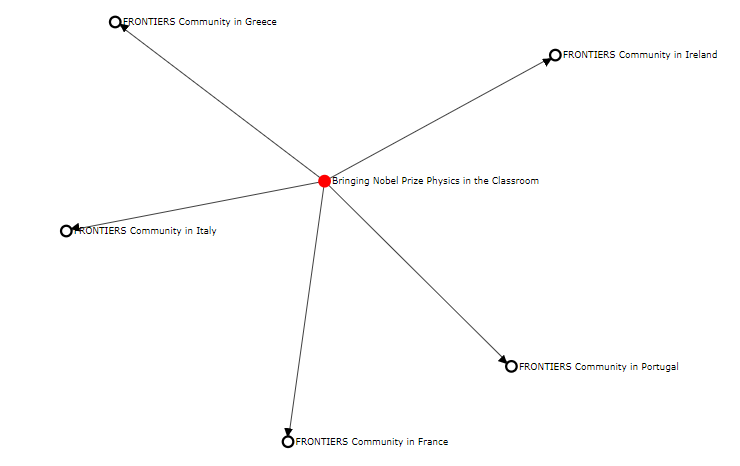 FRONTIERS Community in Greece
FRONTIERS Community in Ireland
Bringing Nobel Prize Physics in the Classroom
FRONTIERS Community in Italy
FRONTIERS Community in Portugal
FRONTIERS Community in France